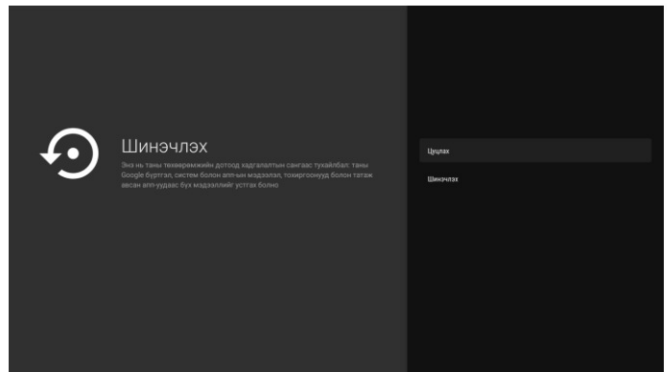 Шинэчлэх
Энэ нь таны төхөөрөмжийн дотоод хадгалалтын сангаас тухайлбал: таны
Google бүртгэл, систем болон апп-ын мэдээлэл, тохиргоонууд болон татаж
авсан апп-уудаас бүх мэдээллийг устгах болно
Цуцлах
Шинэчлэх